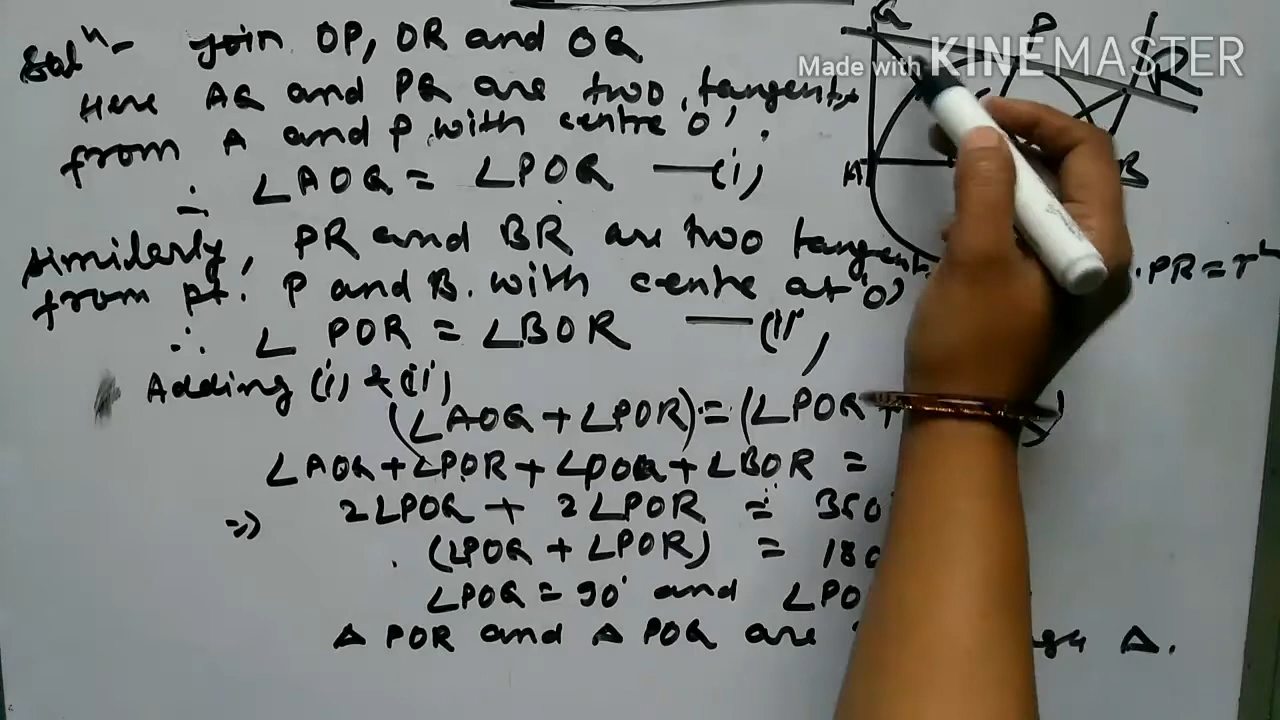 Solⁿ- Join OP, OR and OQ
Here AQ and PQ are two tangents
from A and P with centre 'O'.
∴ ∠AOQ = ∠POQ —(i)
Similarly, PR and BR are two tangent
from pt. P and B. with centre at 'O'
∴ ∠ POR = ∠BOR —(ii)
Adding (i) & (ii)
(∠AOQ + ∠POR) = (∠POQ +
∠AOQ + ∠POR + ∠POQ + ∠BOR =
⇒ 2∠POQ + 2∠POR = 360
(∠POQ + ∠POR) = 180
∠POQ = 90° and ∠PO
Δ POR and Δ POQ are Δ.
Q
P
R
A
B
. PR = r²
Made with KINEMASTER